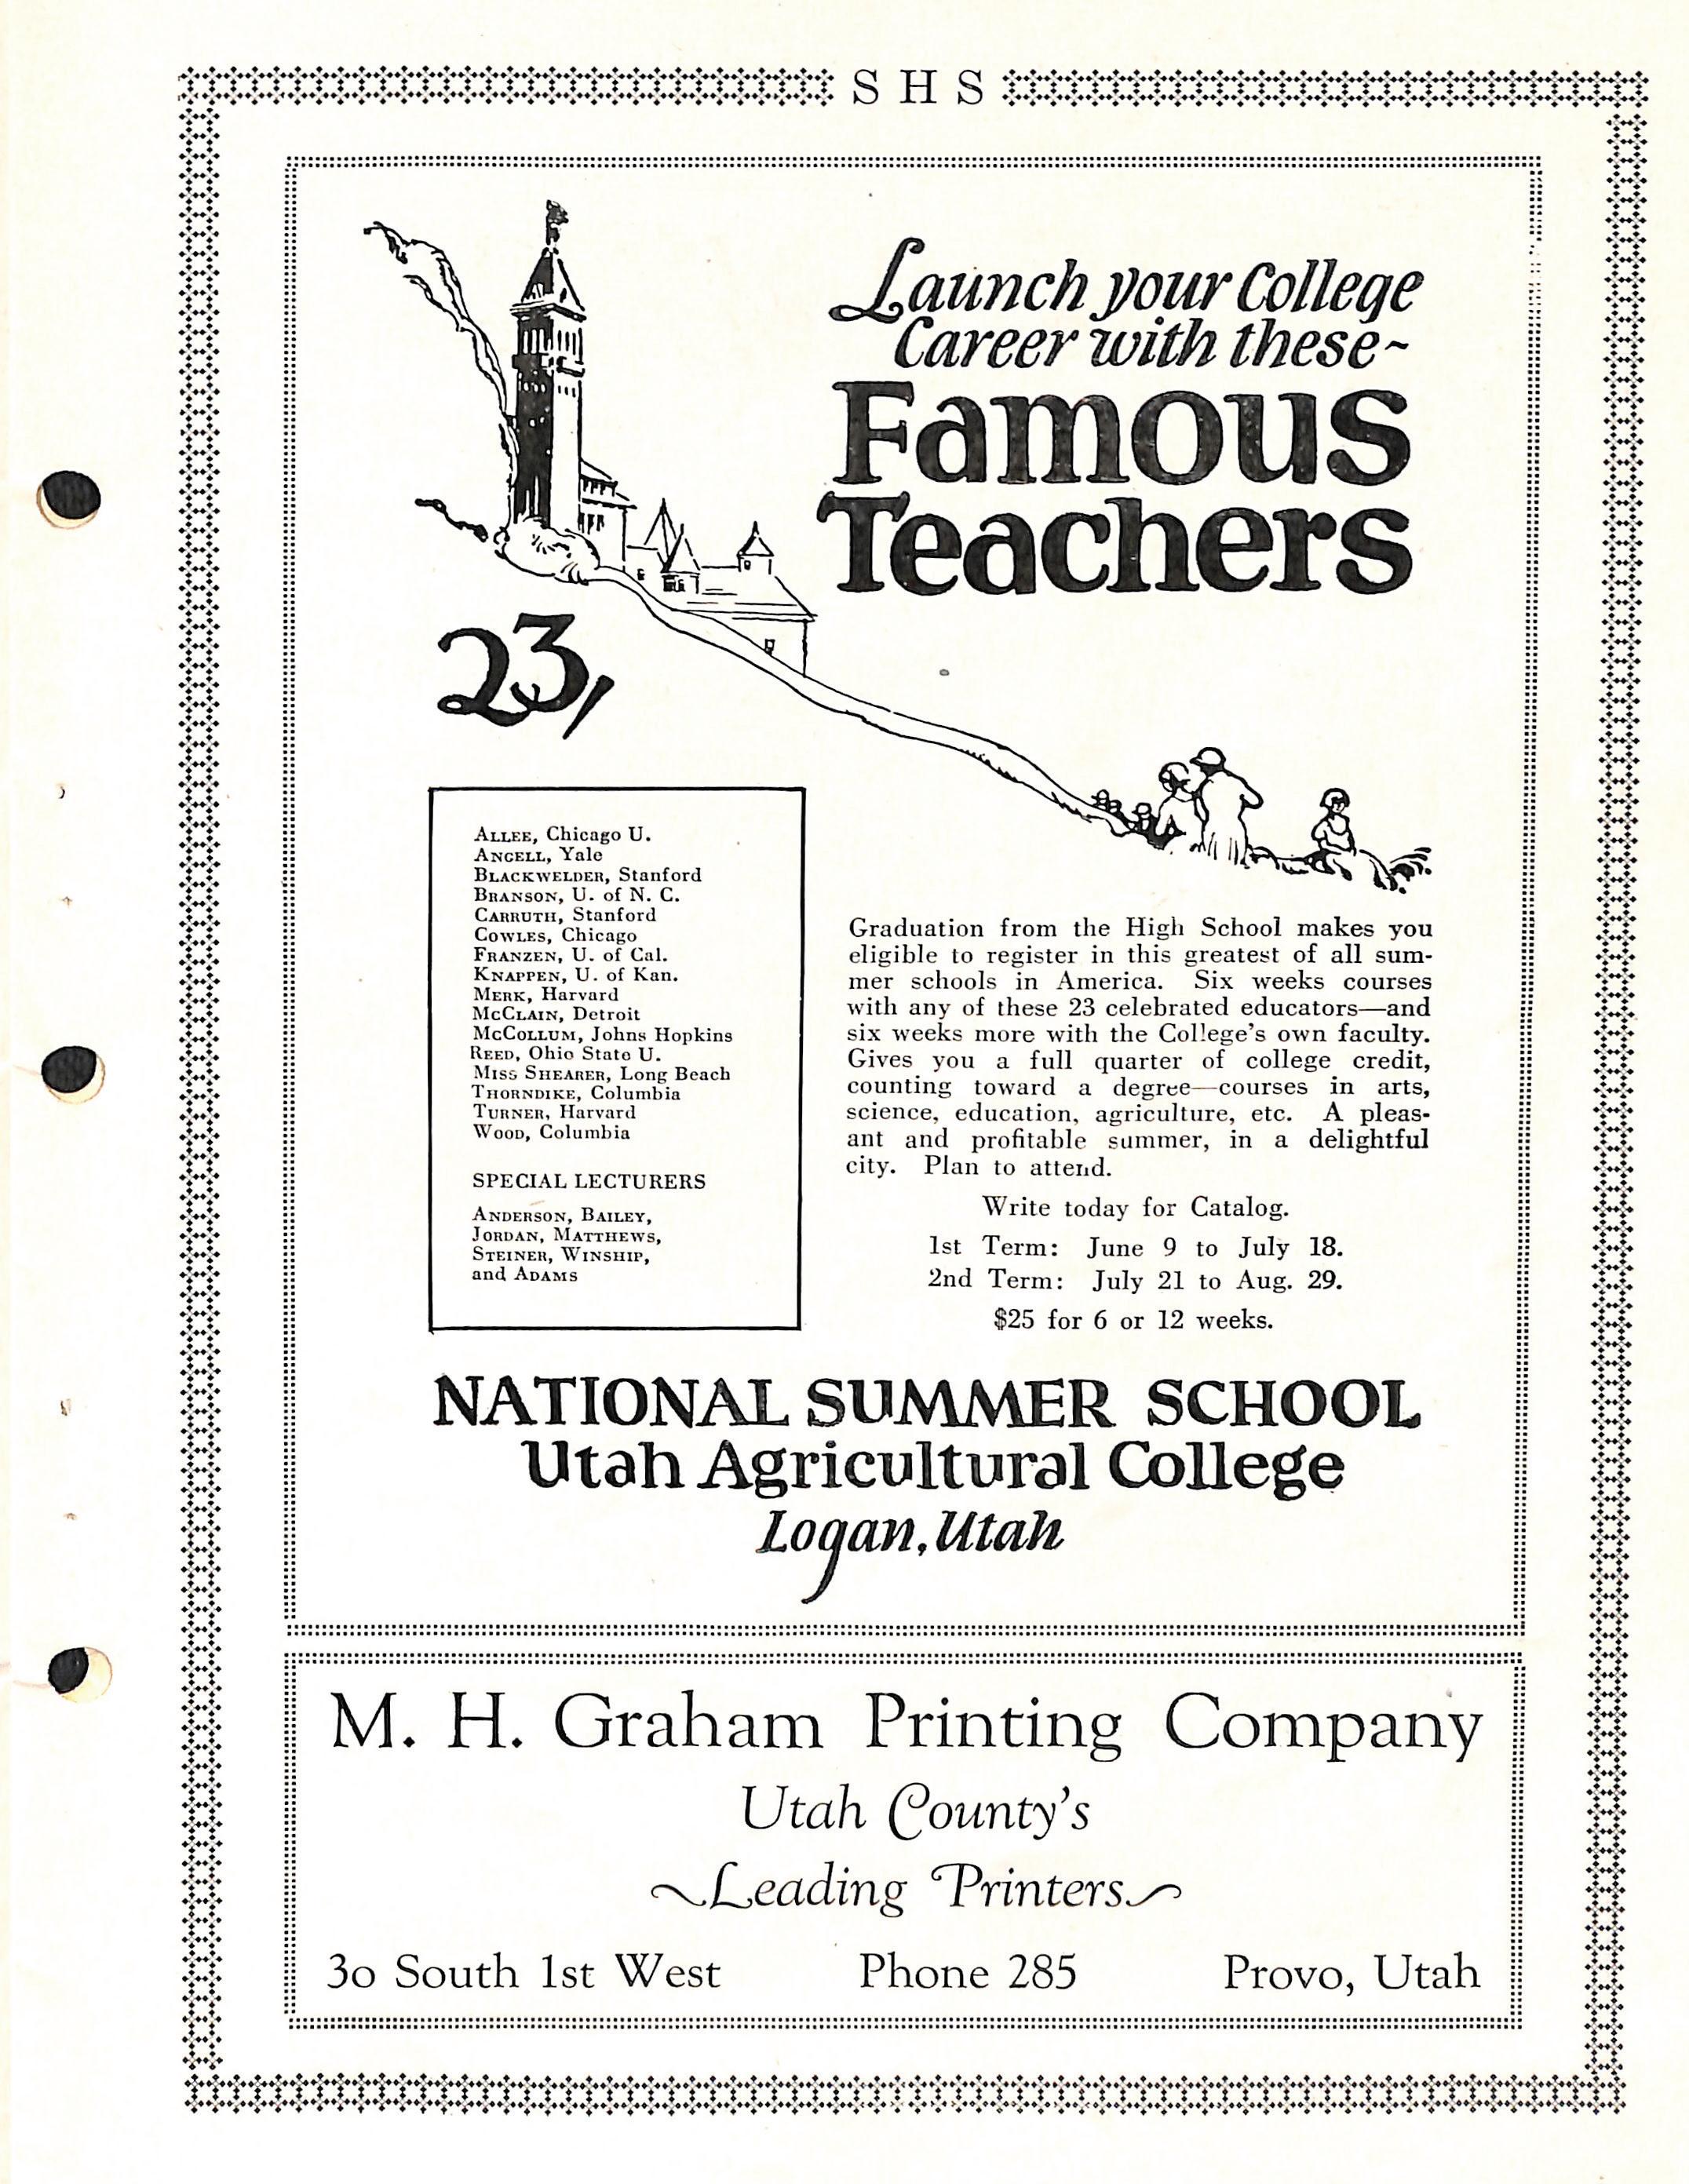 S H S
Launch your College
Career with these~
Famous
Teachers
23,
ALLEE, Chicago U.
ANGELL, Yale
BLACKWELDER, Stanford
BRANSON, U. of N. C.
CARRUTH, Stanford
COWLES, Chicago
FRANZEN, U. of Cal.
KNAPPEN, U. of Kan.
MERK, Harvard
MCCLAIN, Detroit
MCCOLLUM, Johns Hopkins
REED, Ohio State U.
MISS SHEARER, Long Beach
THORNDIKE, Columbia
TURNER, Harvard
WOOD, Columbia
SPECIAL LECTURERS
ANDERSON, BAILEY,
JORDAN, MATTHEWS,
STEINER, WINSHIP,
and ADAMS
Graduation from the High School makes you
eligible to register in this greatest of all sum-
mer schools in America. Six weeks courses
with any of these 23 celebrated educators—and
six weeks more with the College's own faculty.
Gives you a full quarter of college credit,
counting toward a degree—courses in arts,
science, education, agriculture, etc. A pleas-
ant and profitable summer, in a delightful
city. Plan to attend.
Write today for Catalog.
1st Term: June 9 to July 18.
2nd Term: July 21 to Aug. 29.
$25 for 6 or 12 weeks.
NATIONAL SUMMER SCHOOL
Utah Agricultural College
Logan, Utah
M. H. Graham Printing Company
Utah County's
~Leading Printers~
30 South 1st West Phone 285 Provo, Utah